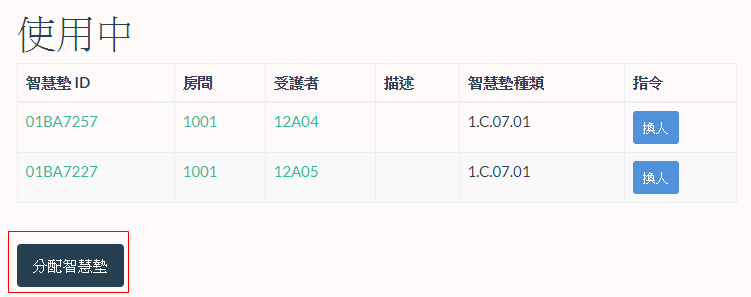 使用中
智慧墊 ID 房間 受護者 描述 智慧墊種類 指令
01BA7257 1001 12A04 1.C.07.01 換人
01BA7227 1001 12A05 1.C.07.01 換人
分配智慧墊